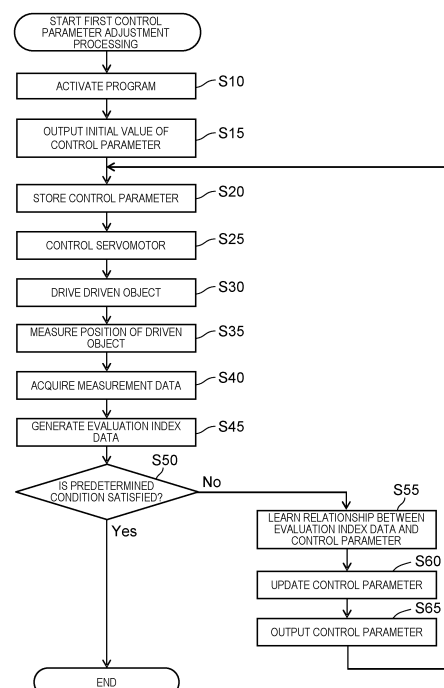 START FIRST CONTROL
PARAMETER ADJUSTMENT
PROCESSING
ACTIVATE PROGRAM
S10
OUTPUT INITIAL VALUE OF
CONTROL PARAMETER
S15
STORE CONTROL PARAMETER
S20
CONTROL SERVOMOTOR
S25
DRIVE DRIVEN OBJECT
S30
MEASURE POSITION OF DRIVEN
OBJECT
S35
ACQUIRE MEASUREMENT DATA
S40
GENERATE EVALUATION INDEX
DATA
S45
S50
IS PREDETERMINED
CONDITION SATISFIED?
No
Yes
S55
LEARN RELATIONSHIP BETWEEN
EVALUATION INDEX DATA AND
CONTROL PARAMETER
S60
UPDATE CONTROL PARAMETER
S65
OUTPUT CONTROL PARAMETER
END